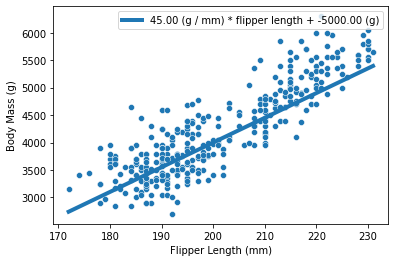 45.00 (g / mm) * flipper length + -5000.00 (g)
6000
5500
5000
4500
4000
3500
3000
Body Mass (g)
170 180 190 200 210 220 230
Flipper Length (mm)